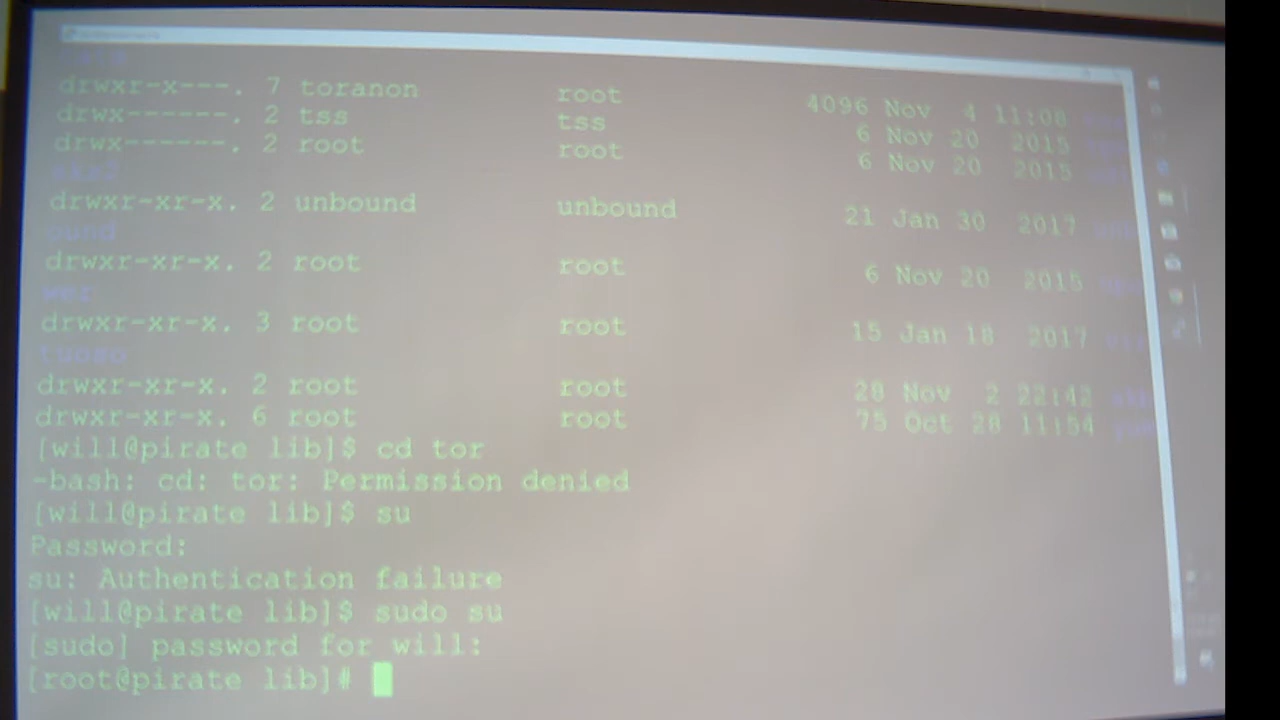 drwxr-x---. 7 toranon root 4096 Nov 4 11:08
drwx------. 2 tss tss 6 Nov 20 2015
drwx------. 2 root root 6 Nov 20 2015
drwxr-xr-x. 2 unbound unbound 21 Jan 30 2017
ound
drwxr-xr-x. 2 root root 6 Nov 20 2015
wer
drwxr-xr-x. 3 root root 15 Jan 18 2017
tuoso
drwxr-xr-x. 2 root root 28 Nov 2 22:42
drwxr-xr-x. 6 root root 75 Oct 28 11:54
[will@pirate lib]$ cd tor
-bash: cd: tor: Permission denied
[will@pirate lib]$ su
Password:
su: Authentication failure
[will@pirate lib]$ sudo su
[sudo] password for will:
[root@pirate lib]#